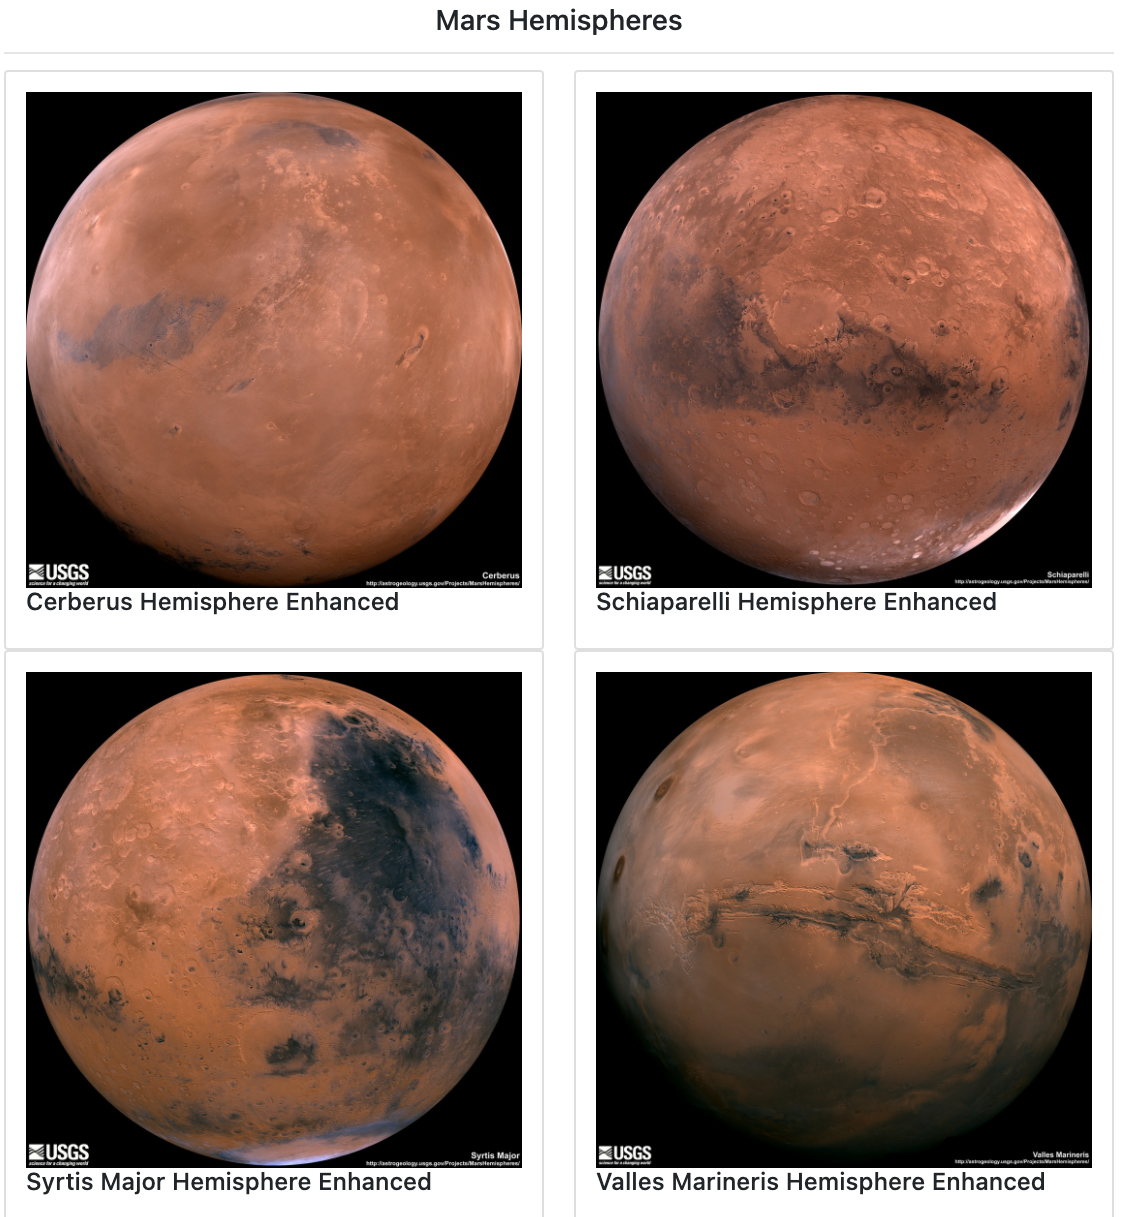 Mars Hemispheres
USGS
science for a changing world
Cerberus
http://astrogeology.usgs.gov/Projects/MarsHemispheres/
Cerberus Hemisphere Enhanced
USGS
science for a changing world
Schiaparelli
http://astrogeology.usgs.gov/Projects/MarsHemispheres/
Schiaparelli Hemisphere Enhanced
USGS
science for a changing world
Syrtis Major
http://astrogeology.usgs.gov/Projects/MarsHemispheres/
Syrtis Major Hemisphere Enhanced
USGS
science for a changing world
Valles Marineris
http://astrogeology.usgs.gov/Projects/MarsHemispheres/
Valles Marineris Hemisphere Enhanced